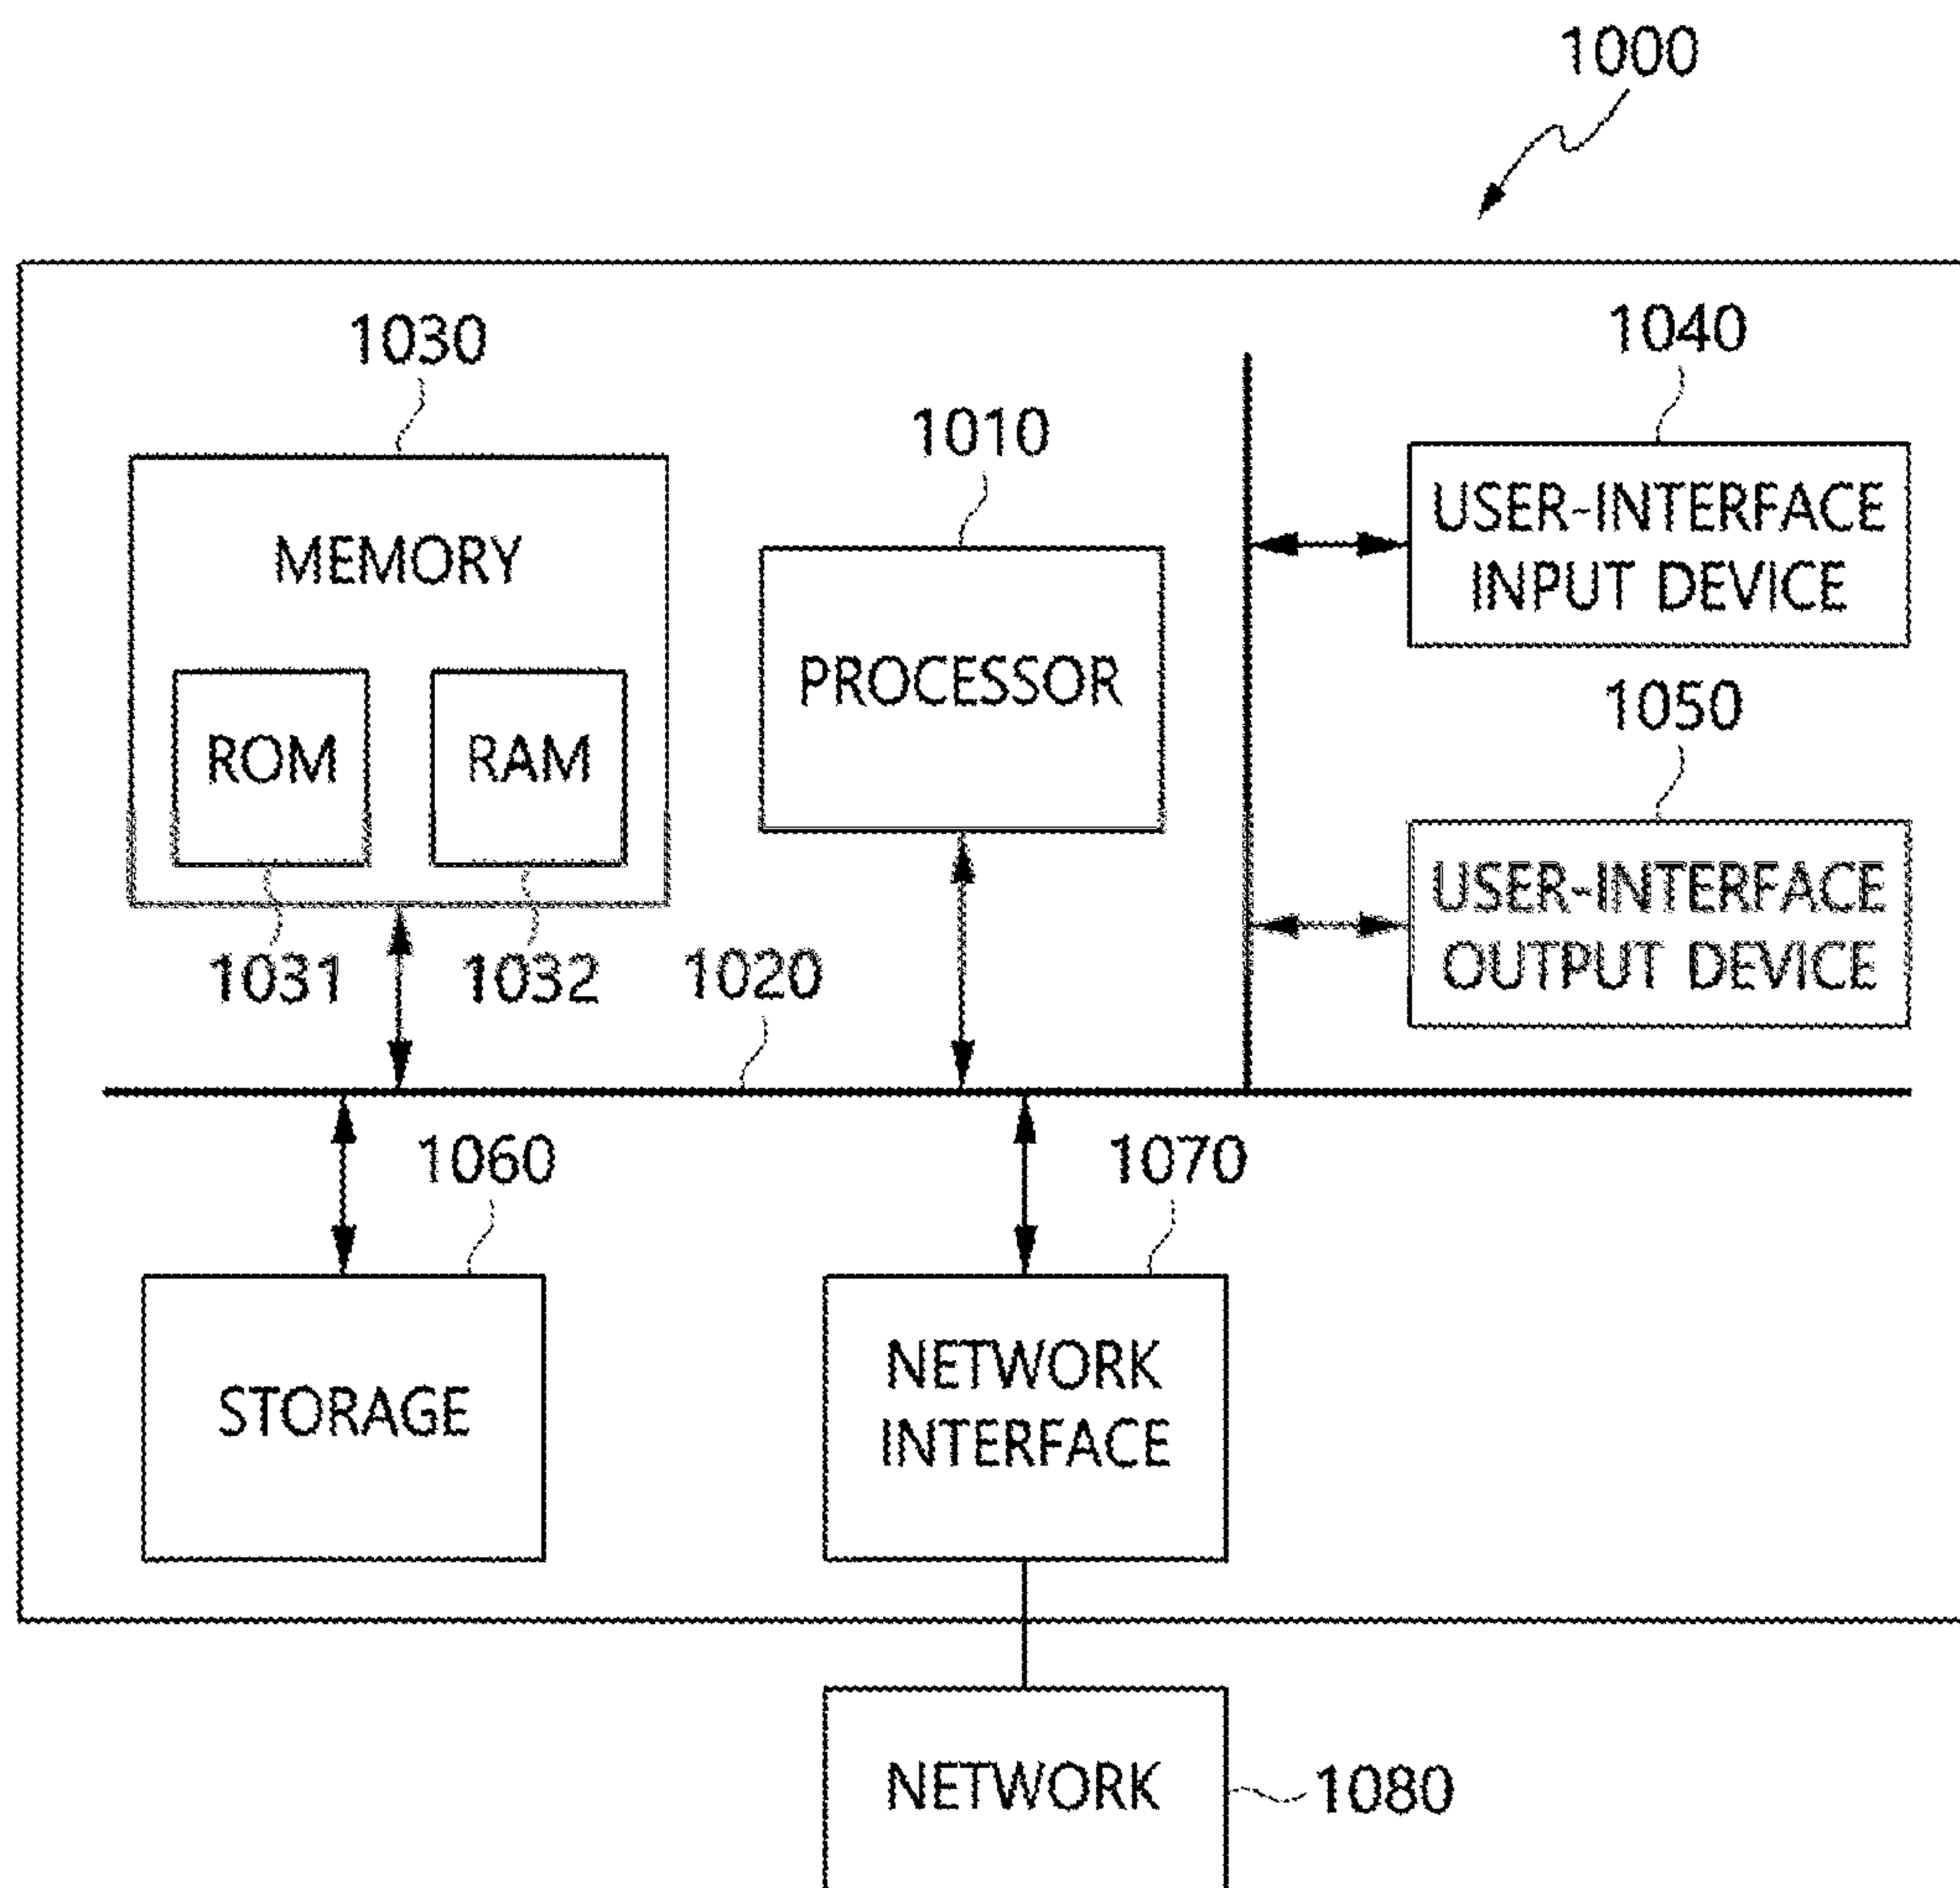 1000
1030
1010
1040
MEMORY
PROCESSOR
USER-INTERFACE
INPUT DEVICE
ROM
RAM
1050
USER-INTERFACE
OUTPUT DEVICE
1031
1032
1020
1060
1070
STORAGE
NETWORK
INTERFACE
NETWORK
1080